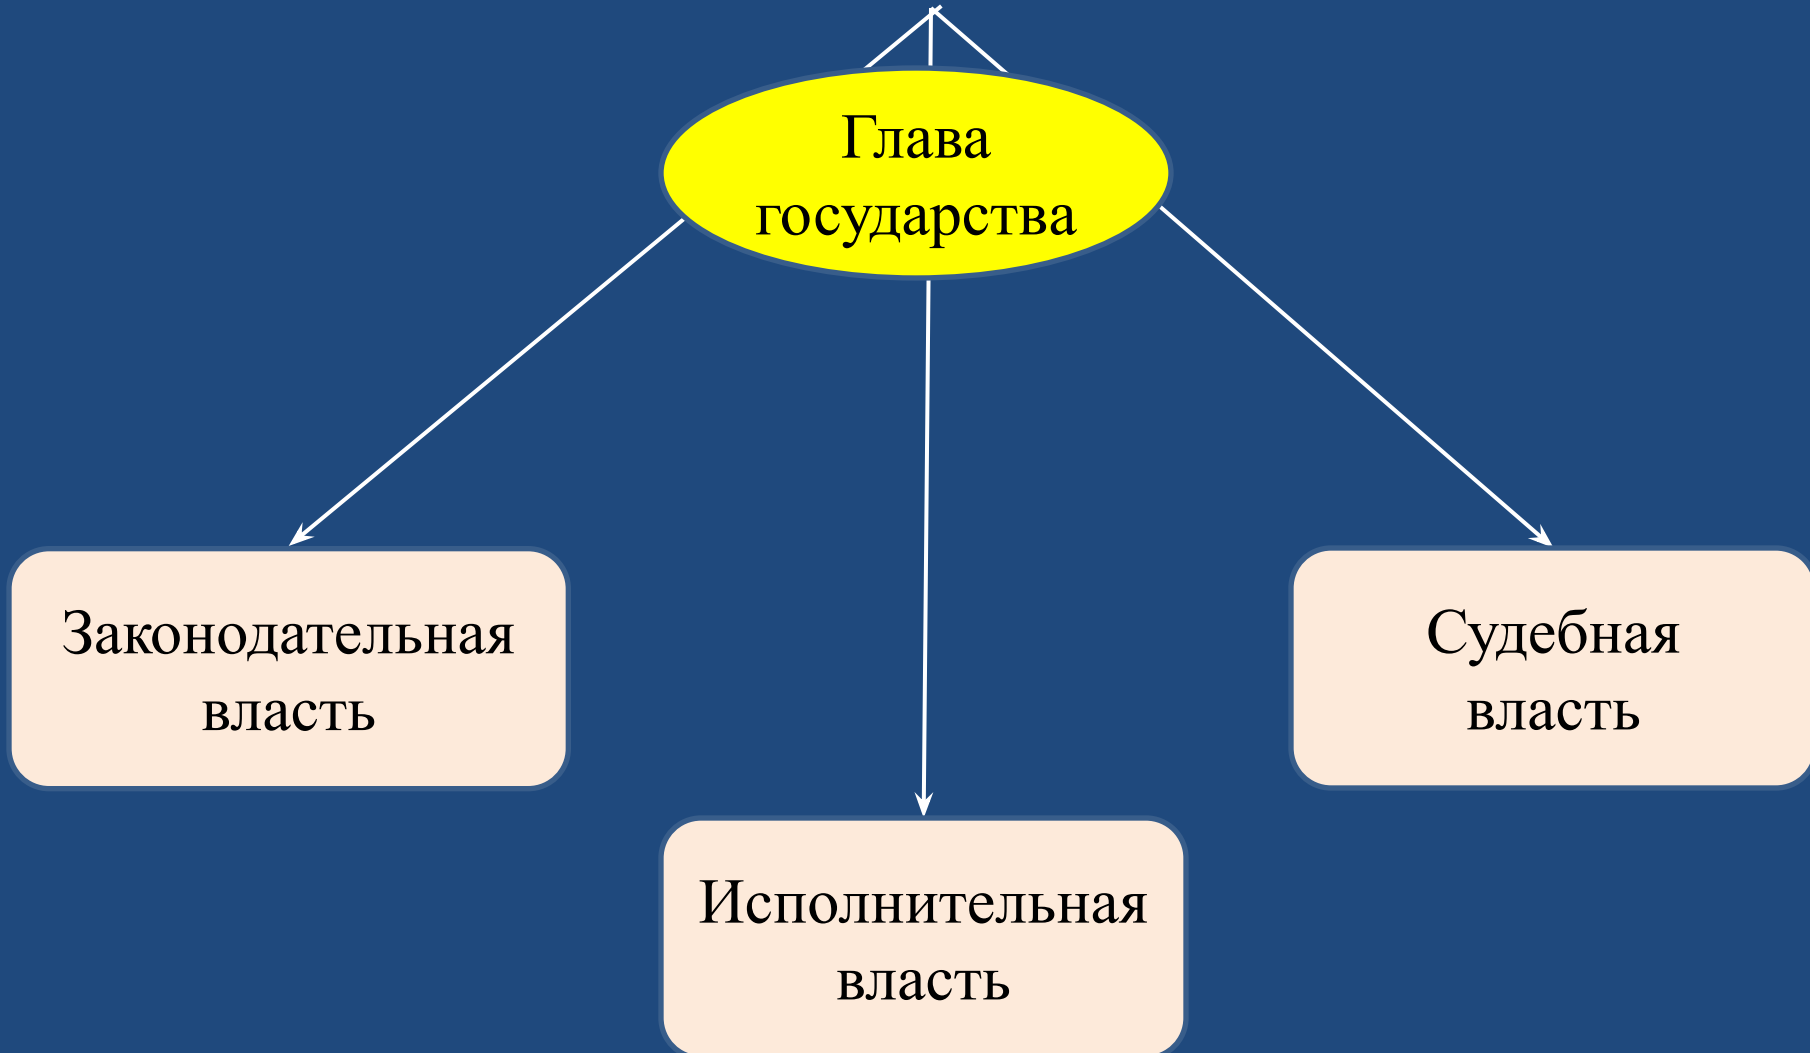 Глава
государства
Законодательная
власть
Судебная
власть
Исполнительная
власть